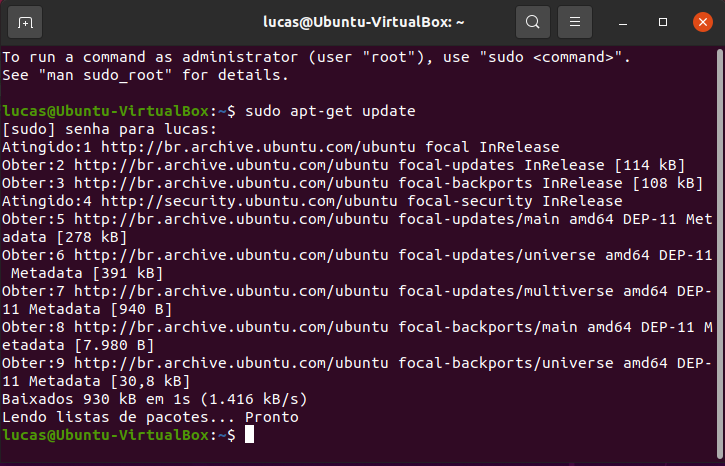 lucas@Ubuntu-VirtualBox: ~
To run a command as administrator (user "root"), use "sudo <command>".
See "man sudo_root" for details.
lucas@Ubuntu-VirtualBox:~$ sudo apt-get update
[sudo] senha para lucas:
Atingido:1 http://br.archive.ubuntu.com/ubuntu focal InRelease
Obter:2 http://br.archive.ubuntu.com/ubuntu focal-updates InRelease [114 kB]
Obter:3 http://br.archive.ubuntu.com/ubuntu focal-backports InRelease [108 kB]
Atingido:4 http://security.ubuntu.com/ubuntu focal-security InRelease
Obter:5 http://br.archive.ubuntu.com/ubuntu focal-updates/main amd64 DEP-11 Met
adata [278 kB]
Obter:6 http://br.archive.ubuntu.com/ubuntu focal-updates/universe amd64 DEP-11
 Metadata [391 kB]
Obter:7 http://br.archive.ubuntu.com/ubuntu focal-updates/multiverse amd64 DEP-
11 Metadata [940 B]
Obter:8 http://br.archive.ubuntu.com/ubuntu focal-backports/main amd64 DEP-11 M
etadata [7.980 B]
Obter:9 http://br.archive.ubuntu.com/ubuntu focal-backports/universe amd64 DEP-
11 Metadata [30,8 kB]
Baixados 930 kB em 1s (1.416 kB/s)
Lendo listas de pacotes... Pronto
lucas@Ubuntu-VirtualBox:~$